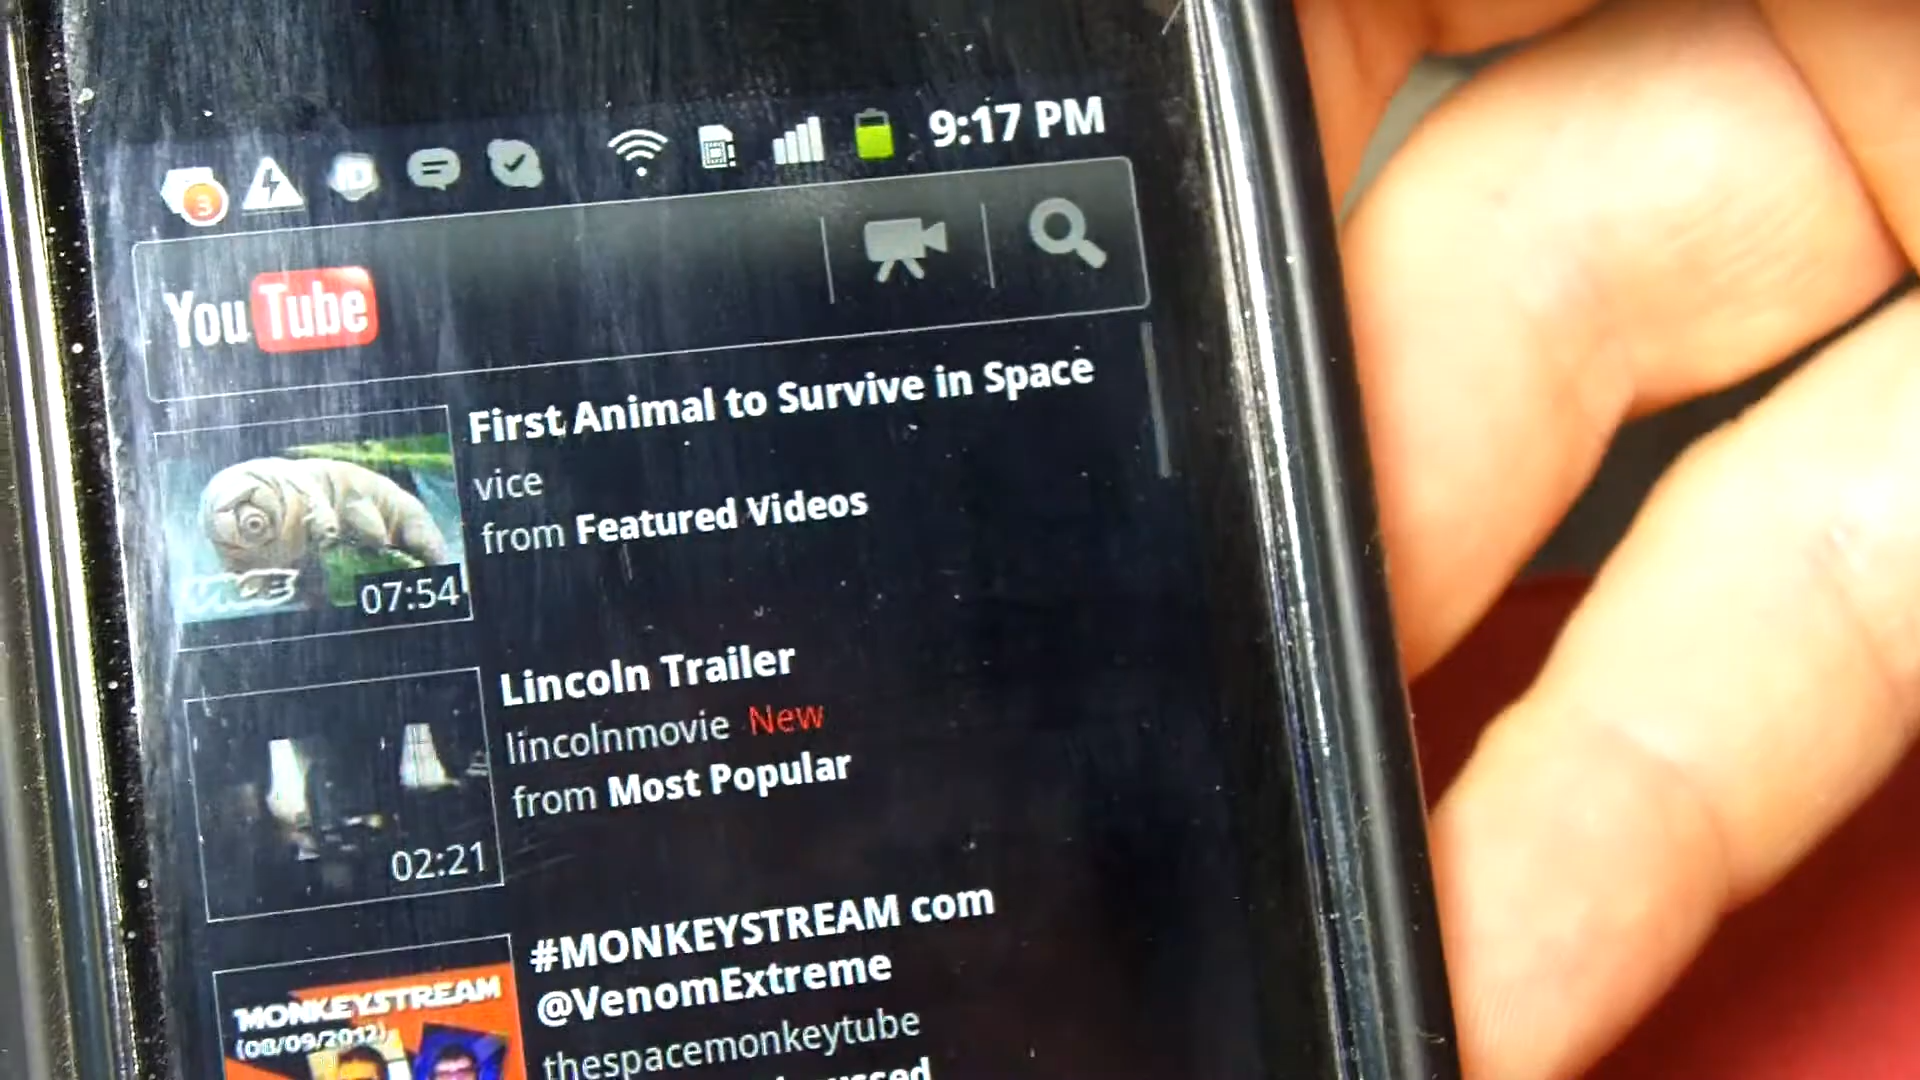 3
9:17 PM
YouTube
First Animal to Survive in Space
vice
from Featured Videos
VICE
07:54
Lincoln Trailer
lincolnmovie New
from Most Popular
02:21
#MONKEYSTREAM com
@VenomExtreme
thespacemonkeytube
MONKEYSTREAM
(08/09/2012)